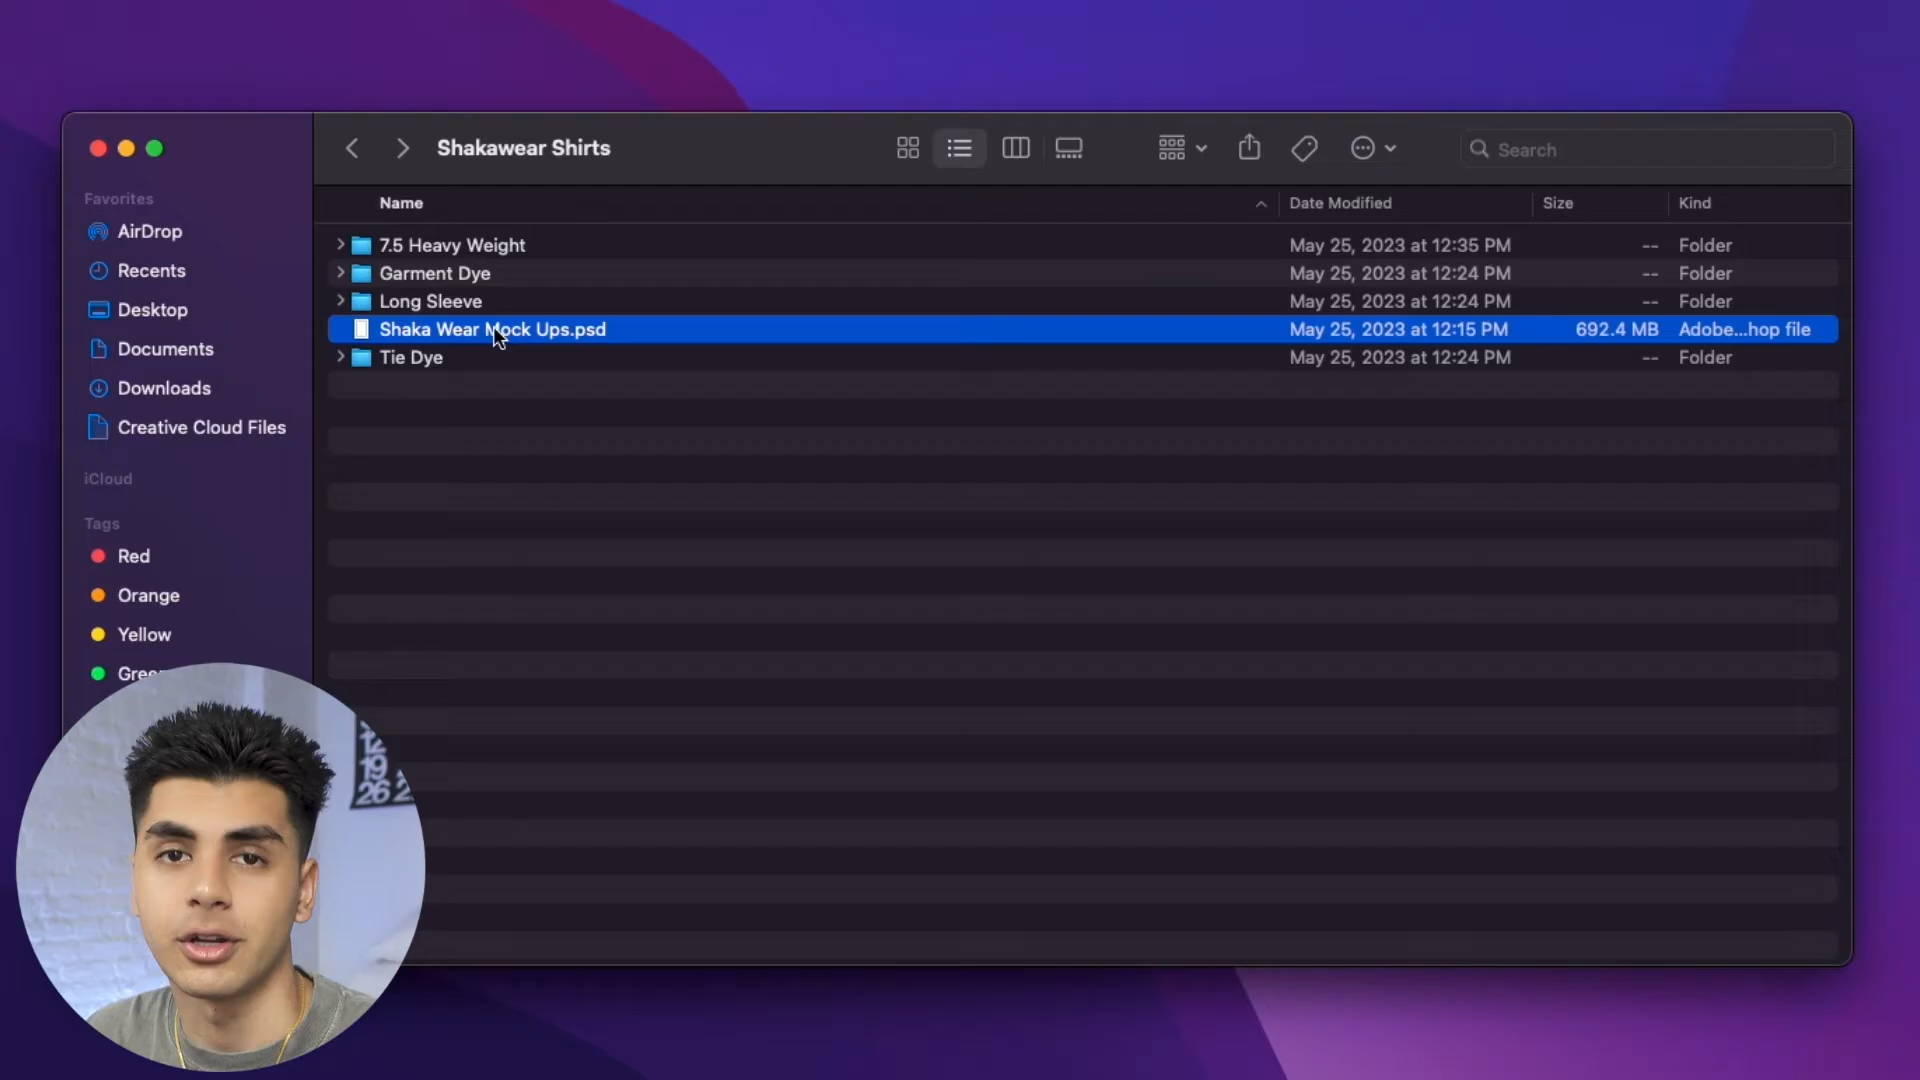 Shakawear Shirts
Search
Favorites
AirDrop
Recents
Desktop
Documents
Downloads
Creative Cloud Files
iCloud
Tags
Red
Orange
Yellow
Name Date Modified Size Kind
7.5 Heavy Weight May 25, 2023 at 12:35 PM -- Folder
Garment Dye May 25, 2023 at 12:24 PM -- Folder
Long Sleeve May 25, 2023 at 12:24 PM -- Folder
Shaka Wear Mock Ups.psd May 25, 2023 at 12:15 PM 692.4 MB Adobe...hop file
Tie Dye May 25, 2023 at 12:24 PM -- Folder
12
19
26